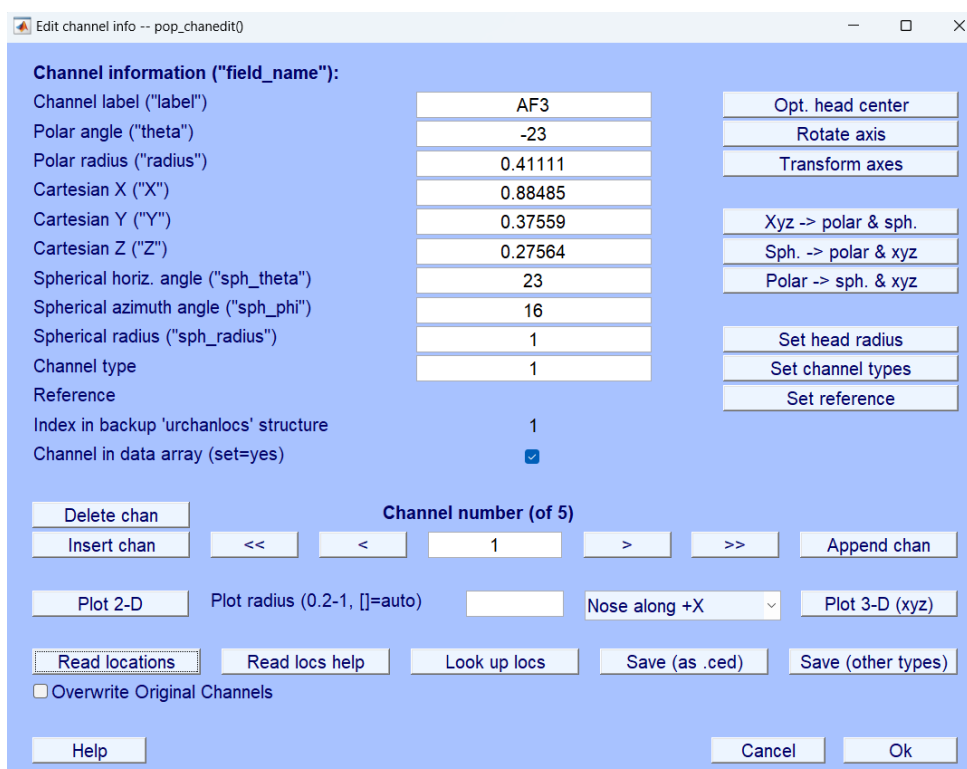 Edit channel info -- pop_chanedit()
Channel information ("field_name"):
Channel label ("label") AF3 Opt. head center
Polar angle ("theta") -23 Rotate axis
Polar radius ("radius") 0.41111 Transform axes
Cartesian X ("X") 0.88485
Cartesian Y ("Y") 0.37559 Xyz -> polar & sph.
Cartesian Z ("Z") 0.27564 Sph. -> polar & xyz
Spherical horiz. angle ("sph_theta") 23 Polar -> sph. & xyz
Spherical azimuth angle ("sph_phi") 16
Spherical radius ("sph_radius") 1 Set head radius
Channel type 1 Set channel types
Reference Set reference
Index in backup 'urchanlocs' structure 1
Channel in data array (set=yes)
Delete chan Channel number (of 5)
Insert chan << < 1 > >> Append chan
Plot 2-D Plot radius (0.2-1, []=auto) Nose along +X Plot 3-D (xyz)
Read locations Read locs help Look up locs Save (as .ced) Save (other types)
Overwrite Original Channels
Help Cancel Ok